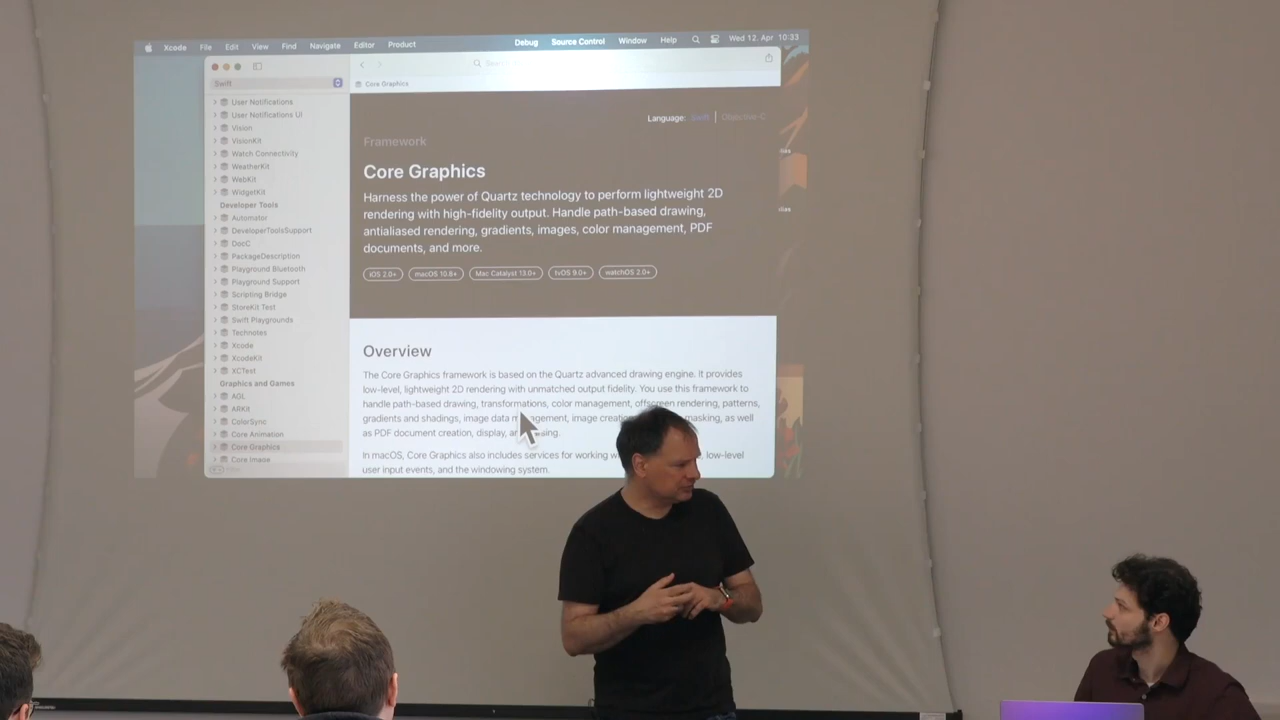 Xcode File Edit View Find Navigate Editor Product Debug Source Control Window Help Wed 12. Apr 10:33
Swift
Core Graphics
User Notifications
User Notifications UI
Vision
VisionKit
Watch Connectivity
WeatherKit
WebKit
WidgetKit
Developer Tools
Automator
DeveloperToolsSupport
DocC
PackageDescription
Playground Bluetooth
Playground Support
Scripting Bridge
StoreKit Test
Swift Playgrounds
Technotes
Xcode
XcodeKit
XCTest
Graphics and Games
AGL
ARKit
ColorSync
Core Animation
Core Graphics
Core Image
Language: Swift | Objective-C
Framework
Core Graphics
Harness the power of Quartz technology to perform lightweight 2D
rendering with high-fidelity output. Handle path-based drawing,
antialiased rendering, gradients, images, color management, PDF
documents, and more.
iOS 2.0+ macOS 10.8+ Mac Catalyst 13.0+ tvOS 9.0+ watchOS 2.0+
Overview
The Core Graphics framework is based on the Quartz advanced drawing engine. It provides
low-level, lightweight 2D rendering with unmatched output fidelity. You use this framework to
handle path-based drawing, transformations, color management, offscreen rendering, patterns,
gradients and shadings, image data management, image masking, as well
as PDF document creation, display, and
In macOS, Core Graphics also includes services for working low-level
user input events, and the windowing system.